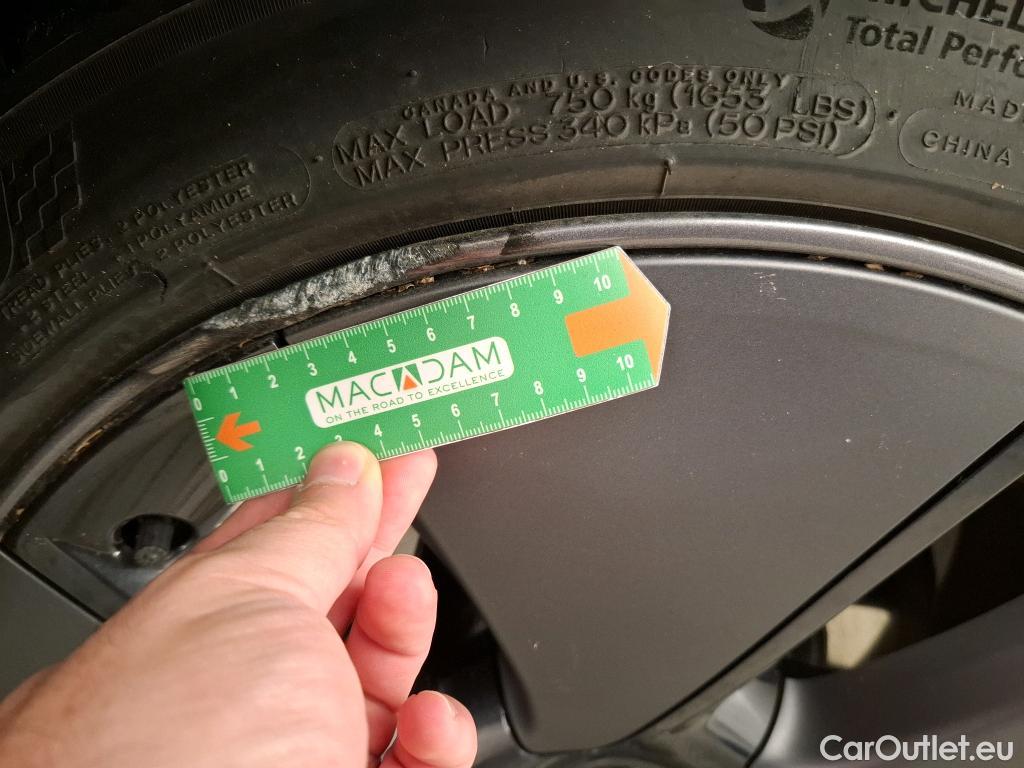 Total
CANADA AND U.S. CODES ONLY
MAX LOAD 750 kg (1653 LBS)
MAX PRESS 340 kPa (50 PSI)
CHINA
TREAD PLIES: 2 POLYESTER
+ 2 STEEL + 1 POLYAMIDE
SIDEWALL PLIES: 2 POLYESTER
0 1 2 3 4 5 6 7 8 9 10
MACADAM
ON THE ROAD TO EXCELLENCE
0 1 2 3 4 5 6 7 8 9 10
CarOutlet.eu